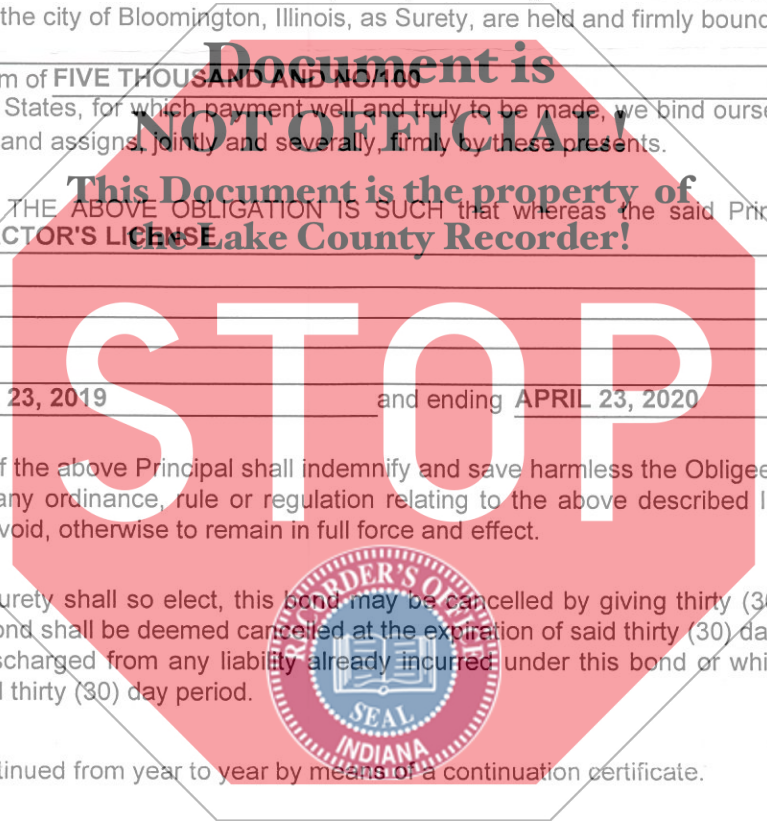 the city of Bloomington, Illinois, as Surety, are held and firmly bound
Document is
m of FIVE THOUSAND AND NO/100
States, for which payment well and truly to be made, we bind ourse
NOT OFFICIAL!
and assigns, jointly and severally, firmly by these presents.
This Document is the property of
THE ABOVE OBLIGATION IS SUCH that whereas the said Prin
the Lake County Recorder!
CTOR'S LICENSE
STOP
23, 2019 and ending APRIL 23, 2020
f the above Principal shall indemnify and save harmless the Obligee
any ordinance, rule or regulation relating to the above described l
void, otherwise to remain in full force and effect.
RECORDER'S OFFICE
urety shall so elect, this bond may be cancelled by giving thirty (30
ond shall be deemed cancelled at the expiration of said thirty (30) da
scharged from any liability already incurred under this bond or whi
d thirty (30) day period.
SEAL
INDIANA
tinued from year to year by means of a continuation certificate.